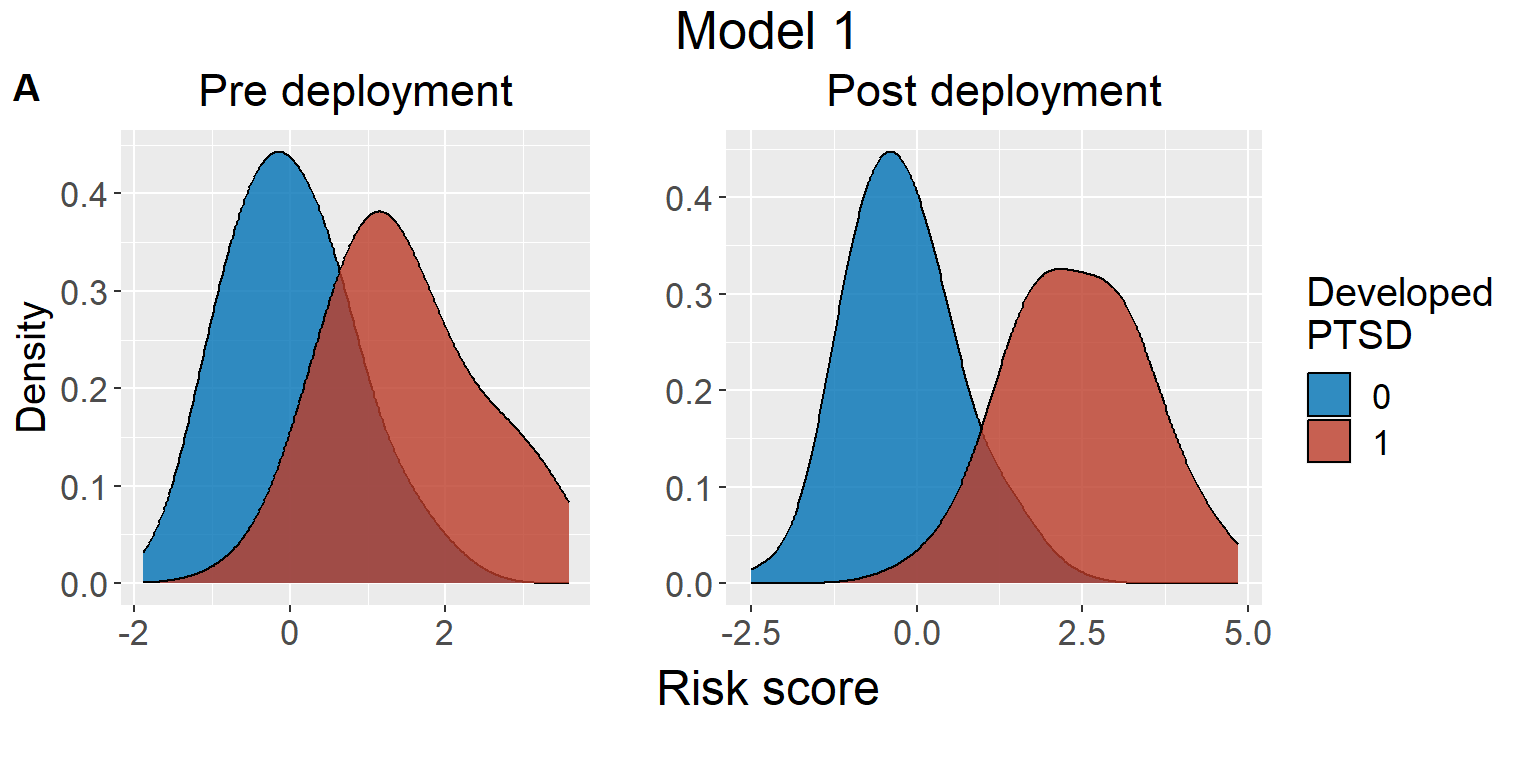 Model 1
A
Pre deployment
Post deployment
Density
0.4
0.3
0.2
0.1
0.0
-2
0
2
0.4
0.3
0.2
0.1
0.0
-2.5
0.0
2.5
5.0
Risk score
Developed
PTSD
0
1